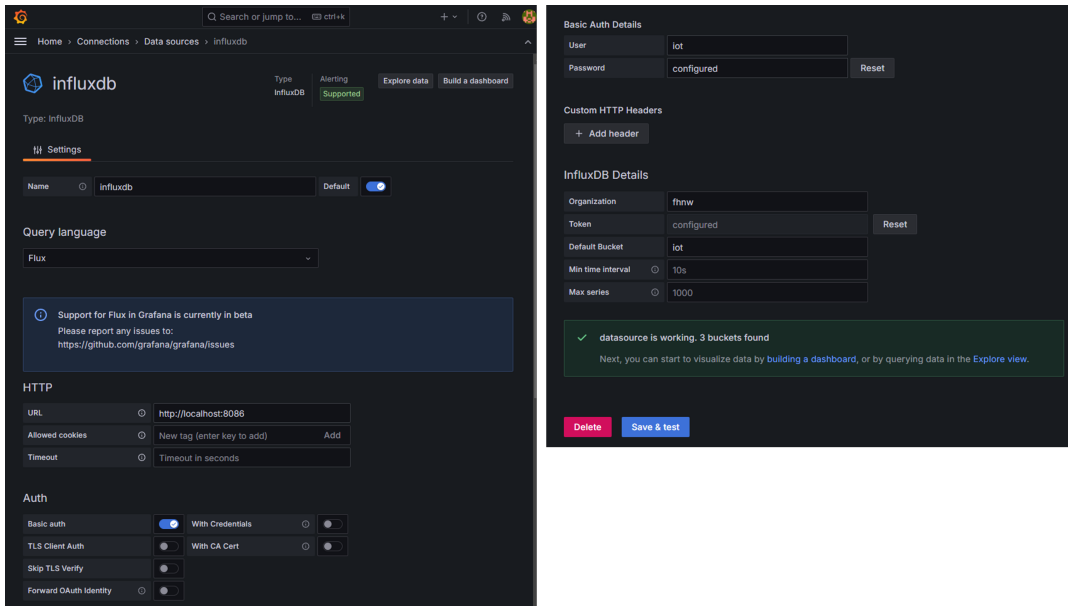 Search or jump to... ctrl+k
Home › Connections › Data sources › influxdb
influxdb
Type
InfluxDB
Alerting
Supported
Explore data
Build a dashboard
Type: InfluxDB
Settings
Name influxdb Default
Query language
Flux
Support for Flux in Grafana is currently in beta
Please report any issues to:
https://github.com/grafana/grafana/issues
HTTP
URL http://localhost:8086
Allowed cookies New tag (enter key to add) Add
Timeout Timeout in seconds
Auth
Basic auth With Credentials
TLS Client Auth With CA Cert
Skip TLS Verify
Forward OAuth Identity
Basic Auth Details
User iot
Password configured Reset
Custom HTTP Headers
+ Add header
InfluxDB Details
Organization fhnw
Token configured Reset
Default Bucket iot
Min time interval 10s
Max series 1000
datasource is working. 3 buckets found
Next, you can start to visualize data by building a dashboard, or by querying data in the Explore view.
Delete Save & test